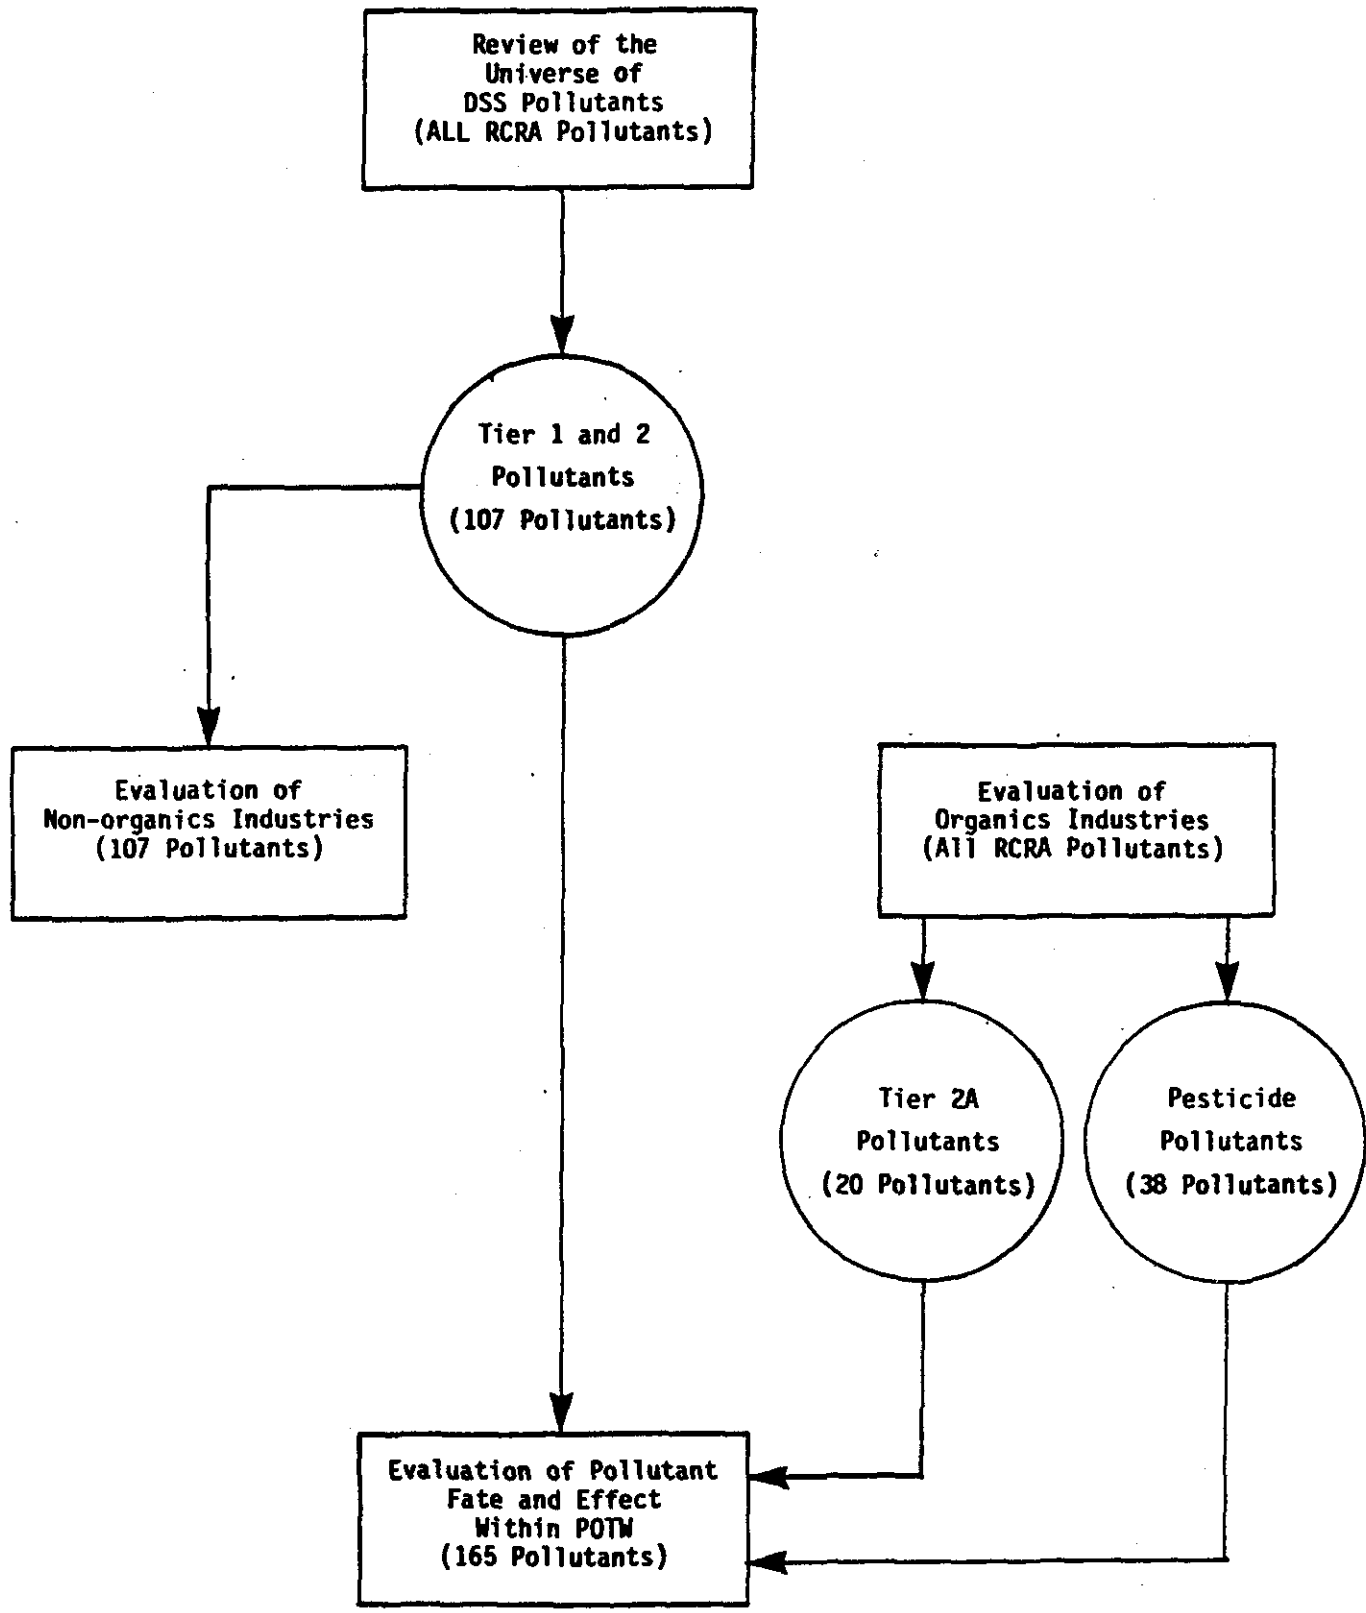 Review of the
Universe of
DSS Pollutants
(ALL RCRA Pollutants)
Tier 1 and 2
Pollutants
(107 Pollutants)
Evaluation of
Non-organics Industries
(107 Pollutants)
Evaluation of
Organics Industries
(All RCRA Pollutants)
Tier 2A
Pollutants
(20 Pollutants)
Pesticide
Pollutants
(38 Pollutants)
Evaluation of Pollutant
Fate and Effect
Within POTW
(165 Pollutants)